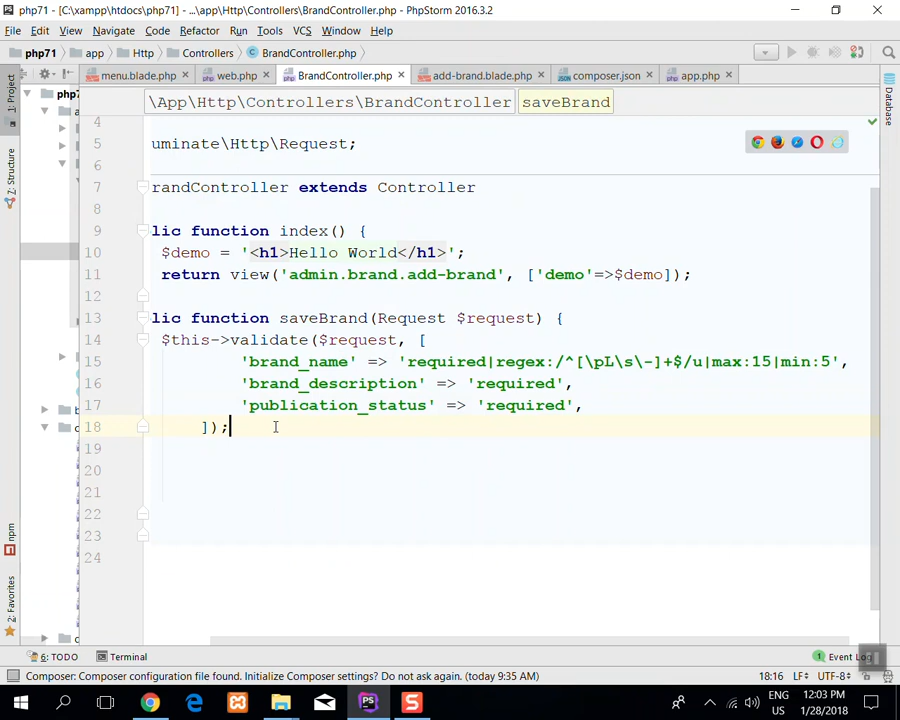 php71 - [C:\xampp\htdocs\php71] - ...\app\Http\Controllers\BrandController.php - PhpStorm 2016.3.2
File Edit View Navigate Code Refactor Run Tools VCS Window Help
php71 app Http Controllers BrandController.php
menu.blade.php web.php BrandController.php add-brand.blade.php composer.json app.php
\App\Http\Controllers\BrandController saveBrand
4
5 uminate\Http\Request;
7 randController extends Controller
8
9 lic function index() {
10 $demo = '<h1>Hello World</h1>';
11 return view('admin.brand.add-brand', ['demo'=>$demo]);
12
13 lic function saveBrand(Request $request) {
14 $this->validate($request, [
15 'brand_name' => 'required|regex:/^[\pL\s\-]+$/u|max:15|min:5',
16 'brand_description' => 'required',
17 'publication_status' => 'required',
18 ]);
19
20
21
22
23
24
1: Project
Z: Structure
npm
2: Favorites
Database
php7
6: TODO Terminal Event Log
Composer: Composer configuration file found. Initialize Composer settings? Do not ask again. (today 9:35 AM) 18:16 LF÷ UTF-8÷
ENG 12:03 PM
US 1/28/2018